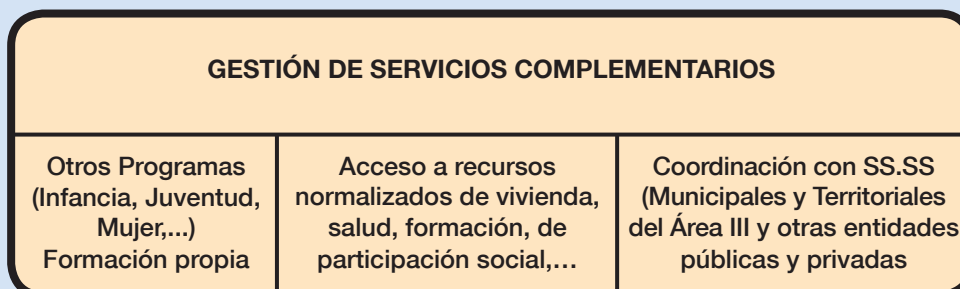 GESTIÓN DE SERVICIOS COMPLEMENTARIOS
Otros Programas
(Infancia, Juventud,
Mujer,...)
Formación propia
Acceso a recursos
normalizados de vivienda,
salud, formación, de
participación social,...
Coordinación con SS.SS
(Municipales y Territoriales
del Área III y otras entidades
públicas y privadas